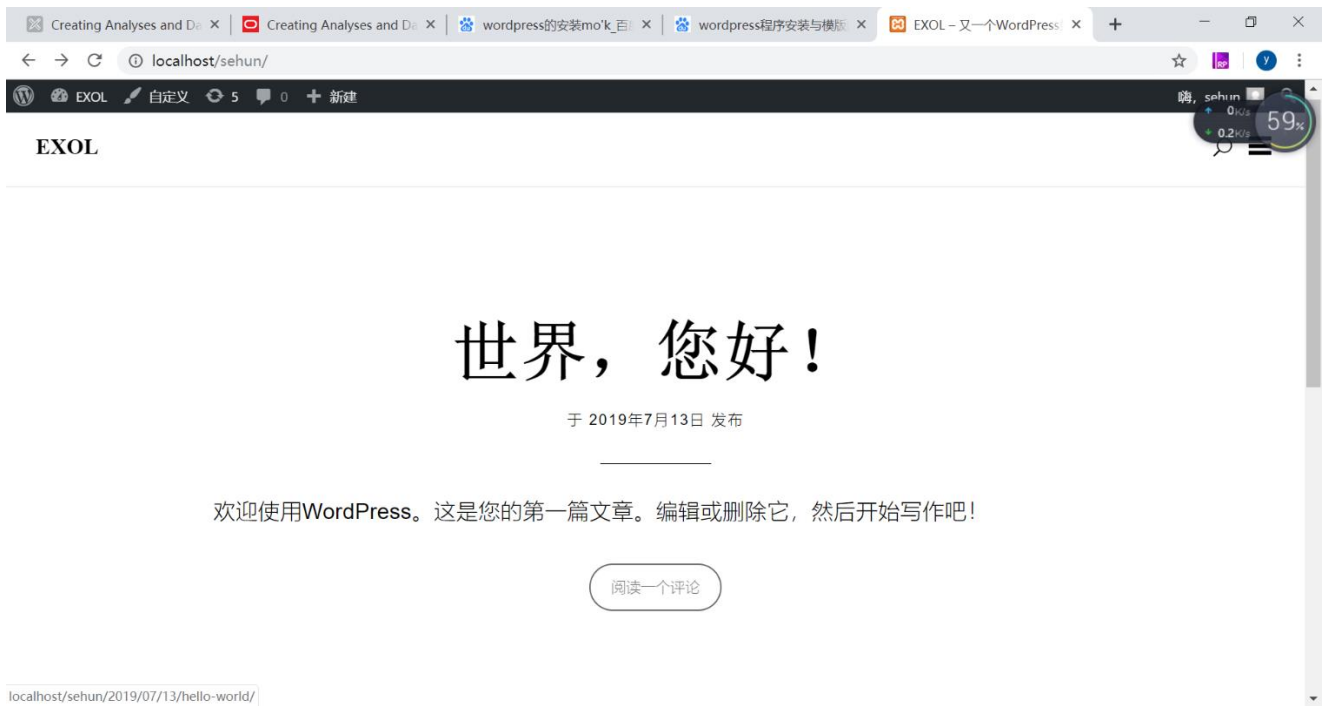 Creating Analyses and Da Creating Analyses and Da wordpress的安装mo'k_百 wordpress程序安装与模版 EXOL – 又一个WordPress
localhost/sehun/ RP y
EXOL 自定义 5 0 新建 嗨, sehun
0K/s 59%
0.2K/s
EXOL
世界，您好！
于 2019年7月13日 发布
欢迎使用WordPress。这是您的第一篇文章。编辑或删除它，然后开始写作吧！
阅读一个评论
localhost/sehun/2019/07/13/hello-world/